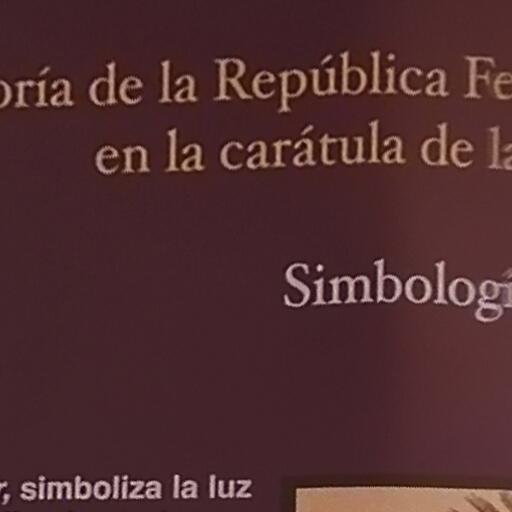 oría de la República Fe
en la carátula de la
Simbologí
r, simboliza la luz